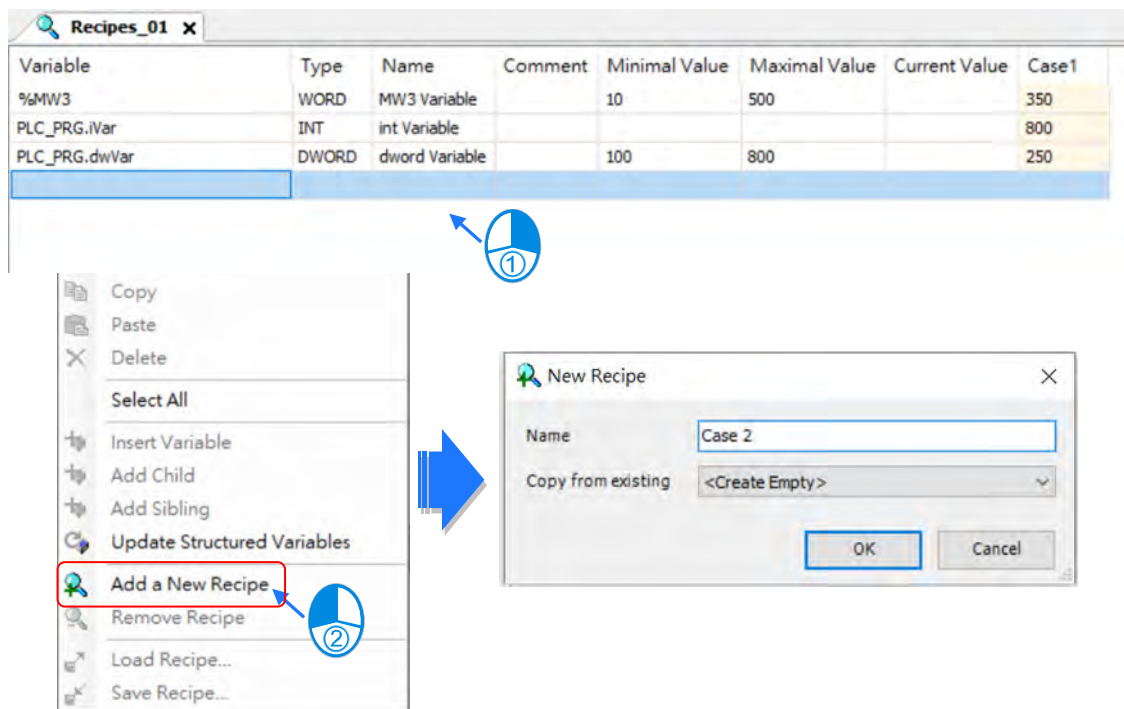 Recipes_01 x
Variable Type Name Comment Minimal Value Maximal Value Current Value Case1
%MW3 WORD MW3 Variable 10 500 350
PLC_PRG.iVar INT int Variable 800
PLC_PRG.dwVar DWORD dword Variable 100 800 250
①
Copy
Paste
Delete
Select All
Insert Variable
Add Child
Add Sibling
Update Structured Variables
Add a New Recipe
②
Remove Recipe
Load Recipe...
Save Recipe...
New Recipe
Name Case 2
Copy from existing <Create Empty>
OK Cancel